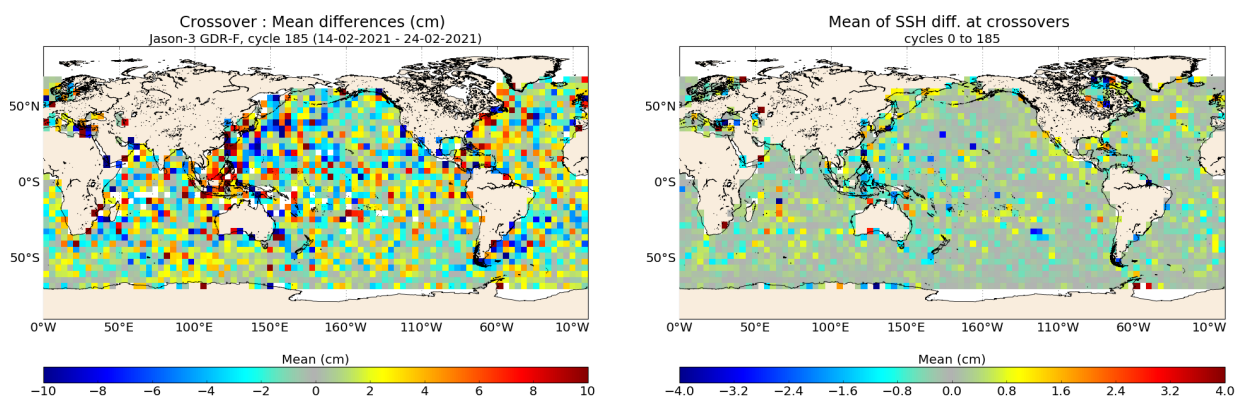 Crossover : Mean differences (cm)
Jason-3 GDR-F, cycle 185 (14-02-2021 - 24-02-2021)
50°N
0°S
50°S
0°W 50°E 100°E 150°E 160°W 110°W 60°W 10°W
Mean (cm)
−10 −8 −6 −4 −2 0 2 4 6 8 10
Mean of SSH diff. at crossovers
cycles 0 to 185
50°N
0°S
50°S
0°W 50°E 100°E 150°E 160°W 110°W 60°W 10°W
Mean (cm)
−4.0 −3.2 −2.4 −1.6 −0.8 0.0 0.8 1.6 2.4 3.2 4.0